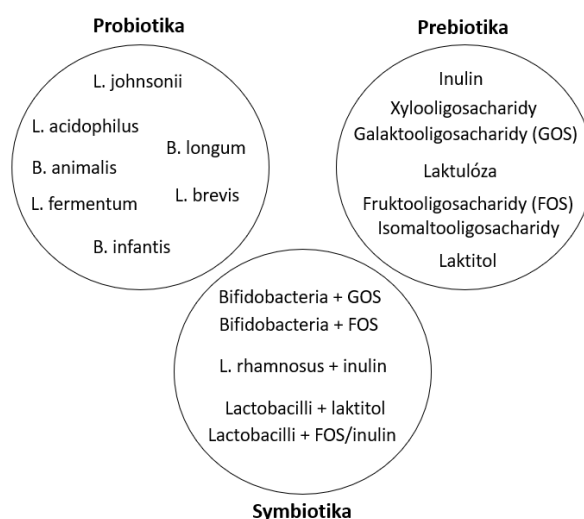 Probiotika
L. johnsonii
L. acidophilus
B. longum
B. animalis
L. brevis
L. fermentum
B. infantis
Prebiotika
Inulin
Xylooligosacharidy
Galaktooligosacharidy (GOS)
Laktulóza
Fruktooligosacharidy (FOS)
Isomaltooligosacharidy
Laktitol
Bifidobacteria + GOS
Bifidobacteria + FOS
L. rhamnosus + inulin
Lactobacilli + laktitol
Lactobacilli + FOS/inulin
Symbiotika